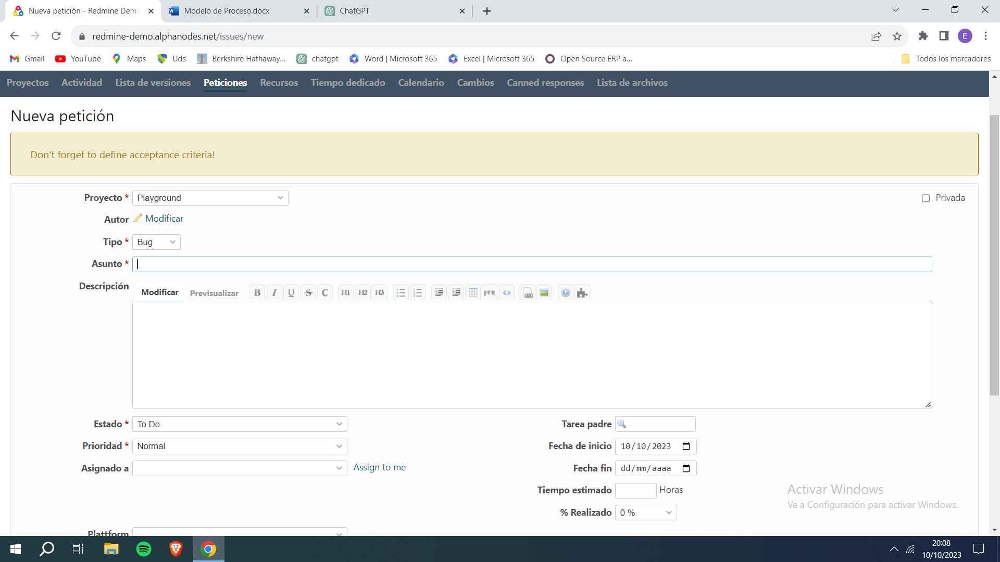 Nueva petición - Redmine Demo
Modelo de Proceso.docx
ChatGPT
redmine-demo.alphanodes.net/issues/new
E
Gmail
YouTube
Maps
Uds
Berkshire Hathaway...
chatgpt
Word | Microsoft 365
Excel | Microsoft 365
Open Source ERP a...
Todos los marcadores
Proyectos
Actividad
Lista de versiones
Peticiones
Recursos
Tiempo dedicado
Calendario
Cambios
Canned responses
Lista de archivos
Nueva petición
Don't forget to define acceptance criteria!
Proyecto *
Playground
Privada
Autor
Modificar
Tipo *
Bug
Asunto *
Descripción
Modificar
Previsualizar
B
I
U
S
C
H1
H2
H3
pre
Estado *
To Do
Tarea padre
Prioridad *
Normal
Fecha de inicio
10/10/2023
Asignado a
Assign to me
Fecha fin
dd/mm/aaaa
Tiempo estimado
Horas
Activar Windows
Ve a Configuración para activar Windows.
% Realizado
0 %
Plattform
20:08
10/10/2023